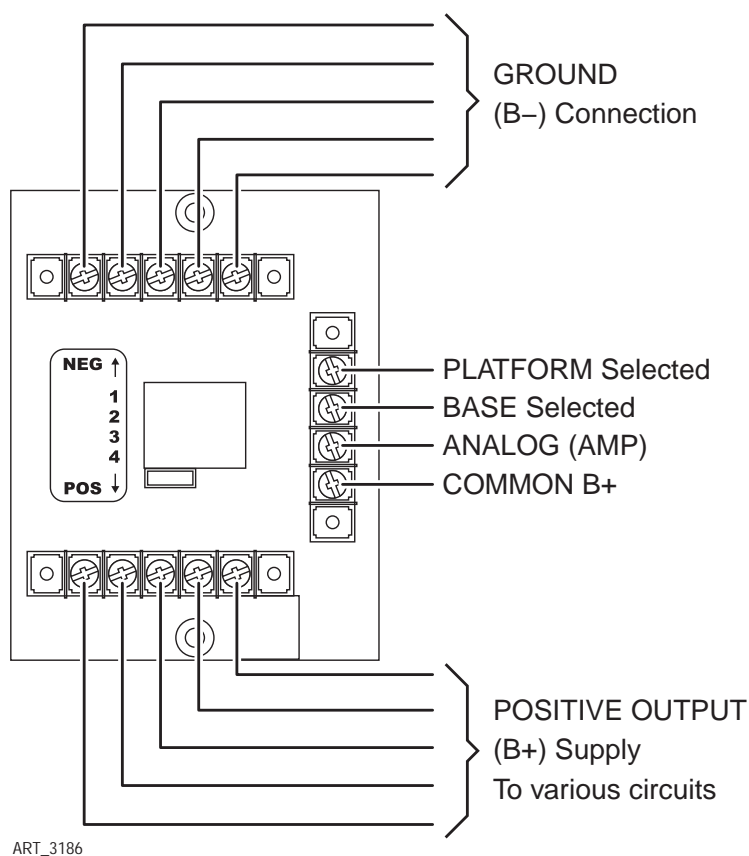 GROUND
(B–) Connection
NEG ↑
1
2
3
4
POS ↓
PLATFORM Selected
BASE Selected
ANALOG (AMP)
COMMON B+
POSITIVE OUTPUT
(B+) Supply
To various circuits
ART_3186